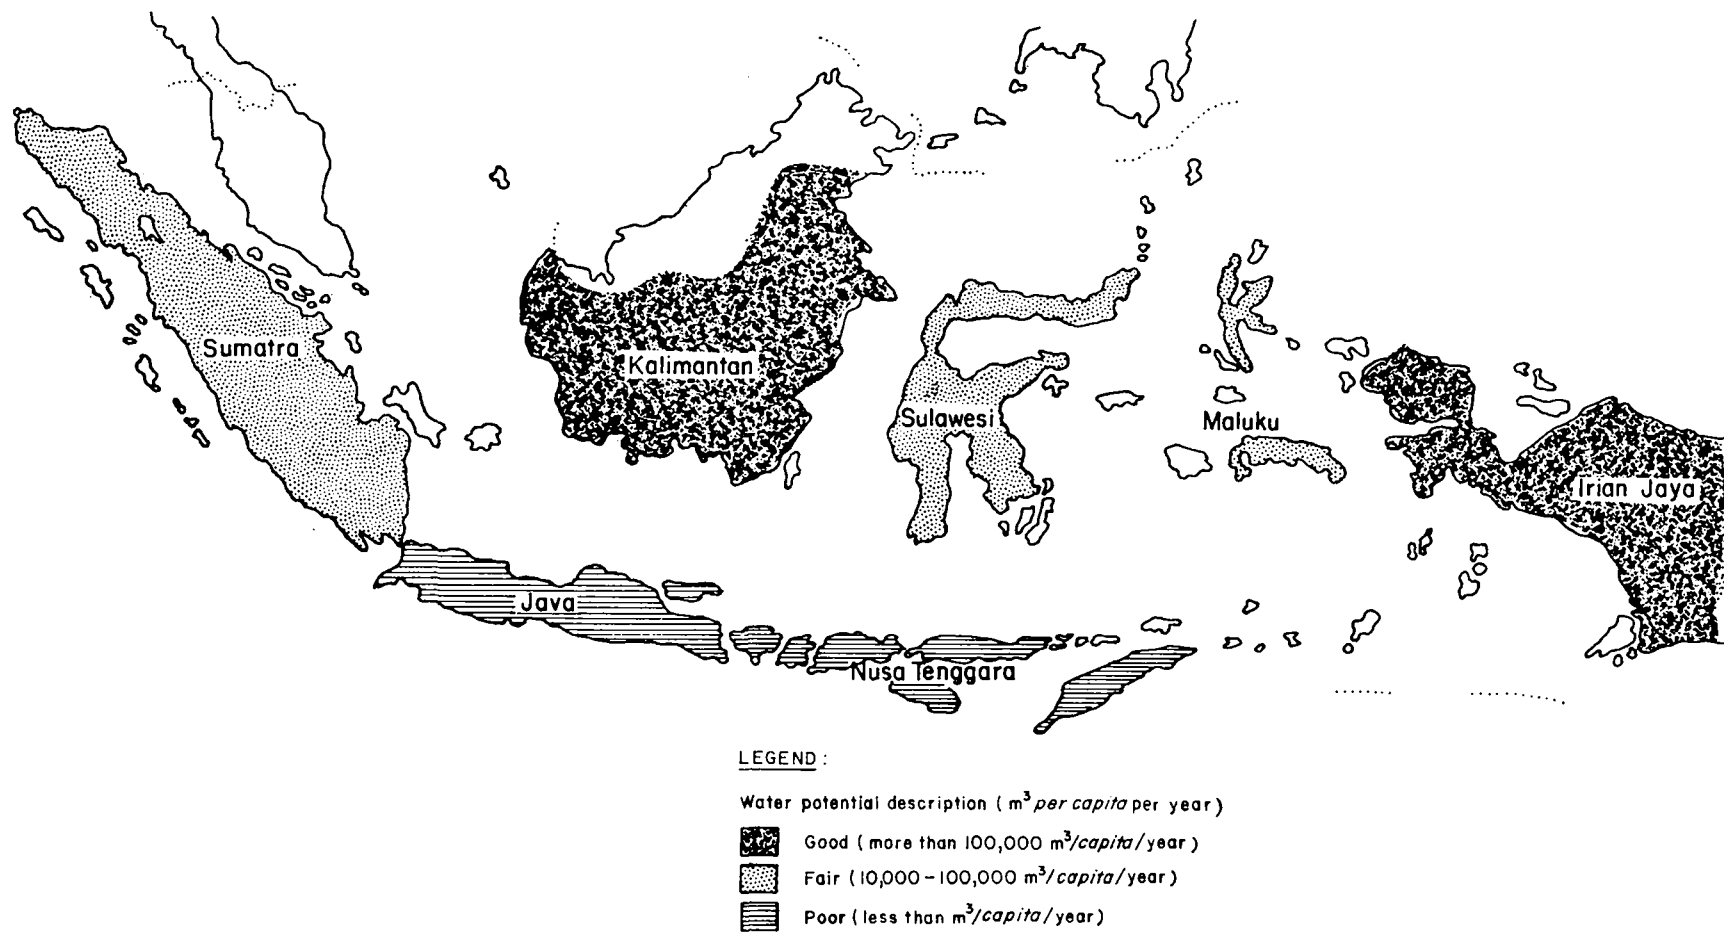 Sumatra
Kalimantan
Sulawesi
Maluku
Irian Jaya
Java
Nusa Tenggara
LEGEND :
Water potential description ( m³ per capita per year )
Good ( more than 100,000 m³/capita/year )
Fair (10,000-100,000 m³/capita/year )
Poor ( less than m³/capita/year )